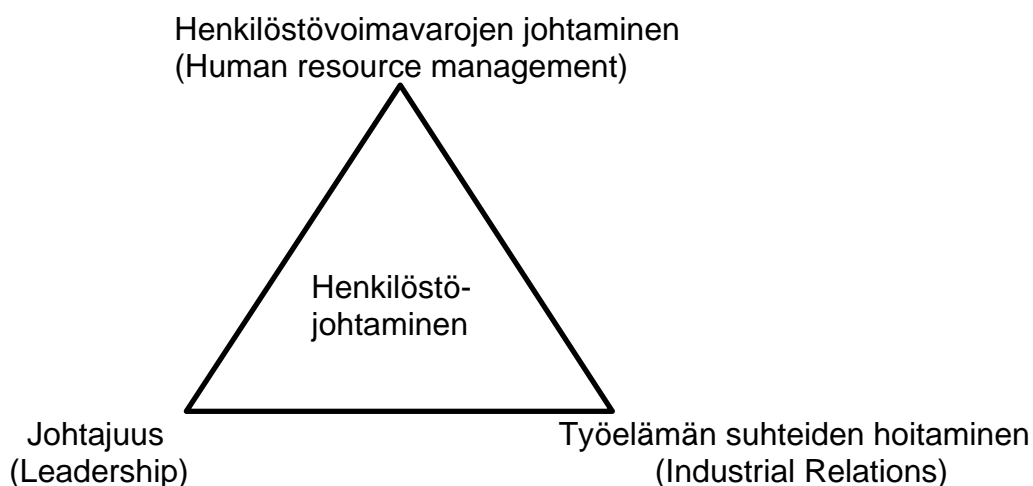 Henkilöstövoimavarojen johtaminen
(Human resource management)
Henkilöstö-
johtaminen
Johtajuus
(Leadership)
Työelämän suhteiden hoitaminen
(Industrial Relations)